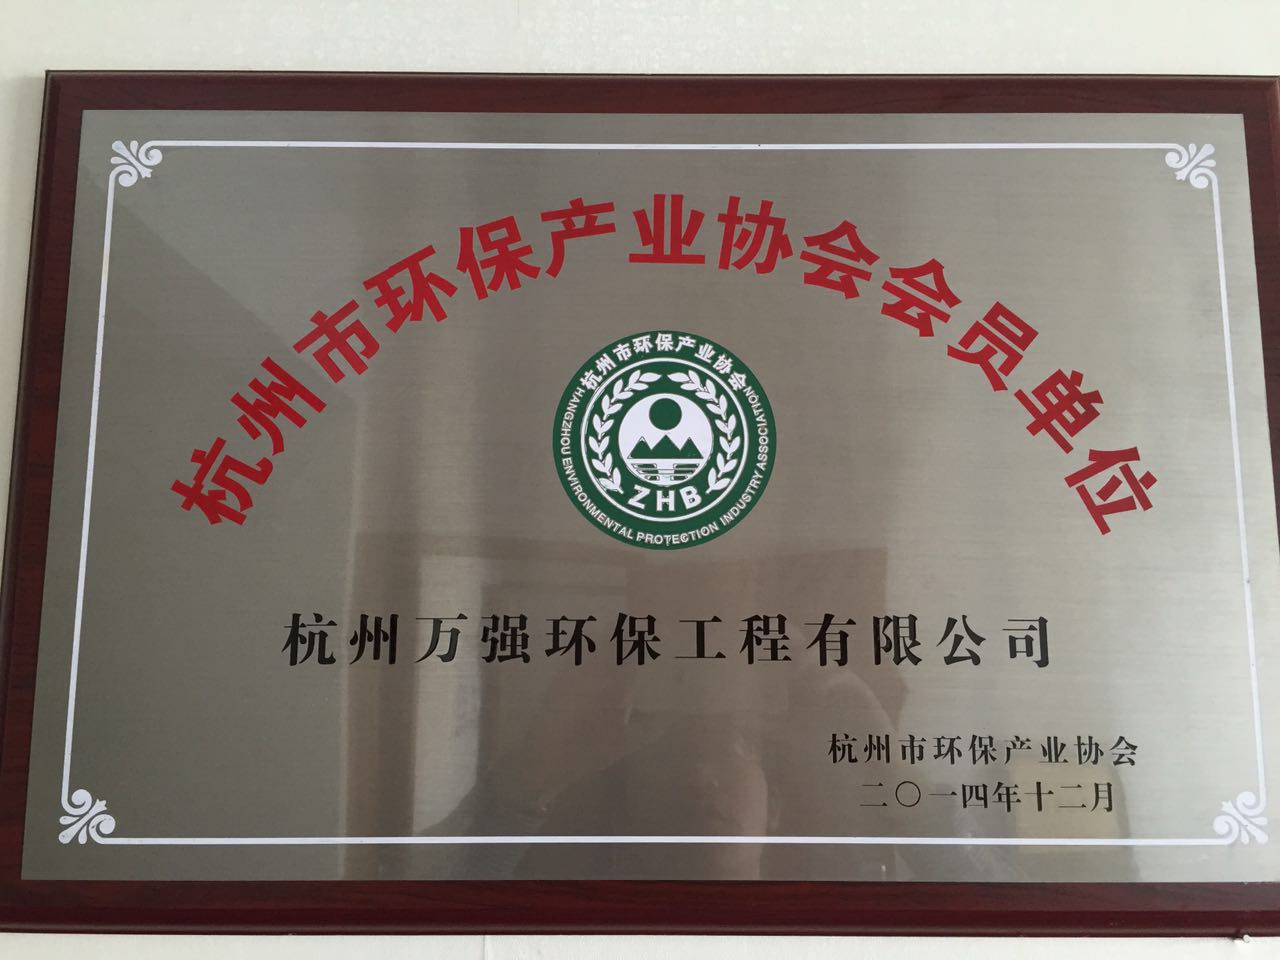 杭州市环保产业协会会员单位
杭州市环保产业协会
HANGZHOU ENVIRONMENTAL PROTECTION INDUSTRY ASSOCIATION
ZHB
杭州万强环保工程有限公司
杭州市环保产业协会
二〇一四年十二月